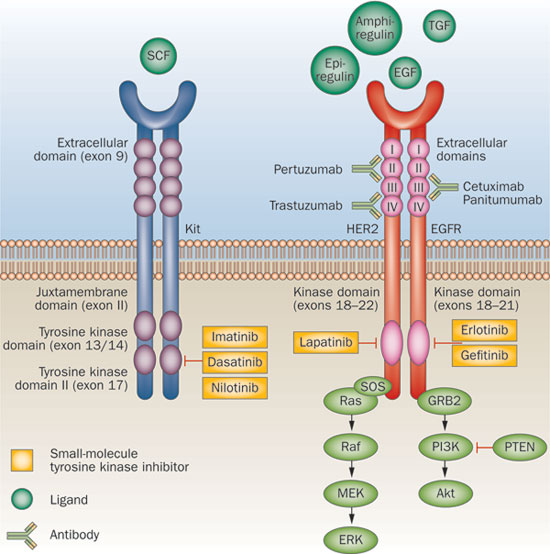 SCF
Amphi-
regulin
TGF
Epi-
regulin
EGF
Extracellular
domain (exon 9)
I
I
Extracellular
domains
Pertuzumab
II
II
III
III
Cetuximab
Panitumumab
Trastuzumab
IV
IV
Kit
HER2
EGFR
Juxtamembrane
domain (exon II)
Kinase domain
(exons 18–22)
Kinase domain
(exons 18–21)
Tyrosine kinase
domain (exon 13/14)
Imatinib
Lapatinib
Erlotinib
Dasatinib
Gefitinib
Tyrosine kinase
domain II (exon 17)
Nilotinib
SOS
Ras
GRB2
Raf
PI3K
PTEN
MEK
Akt
ERK
Small-molecule
tyrosine kinase inhibitor
Ligand
Antibody